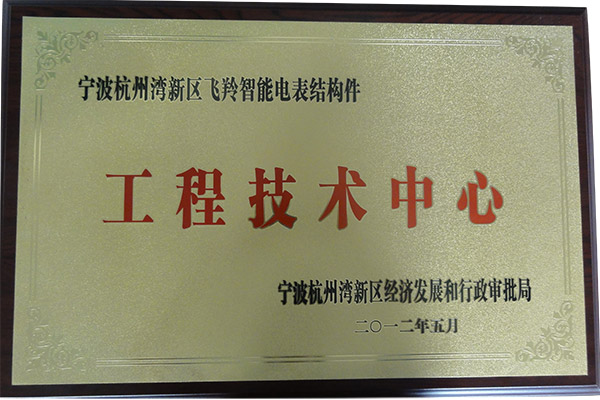 宁波杭州湾新区飞羚智能电表结构件
工程技术中心
宁波杭州湾新区经济发展和行政审批局
二〇一二年五月